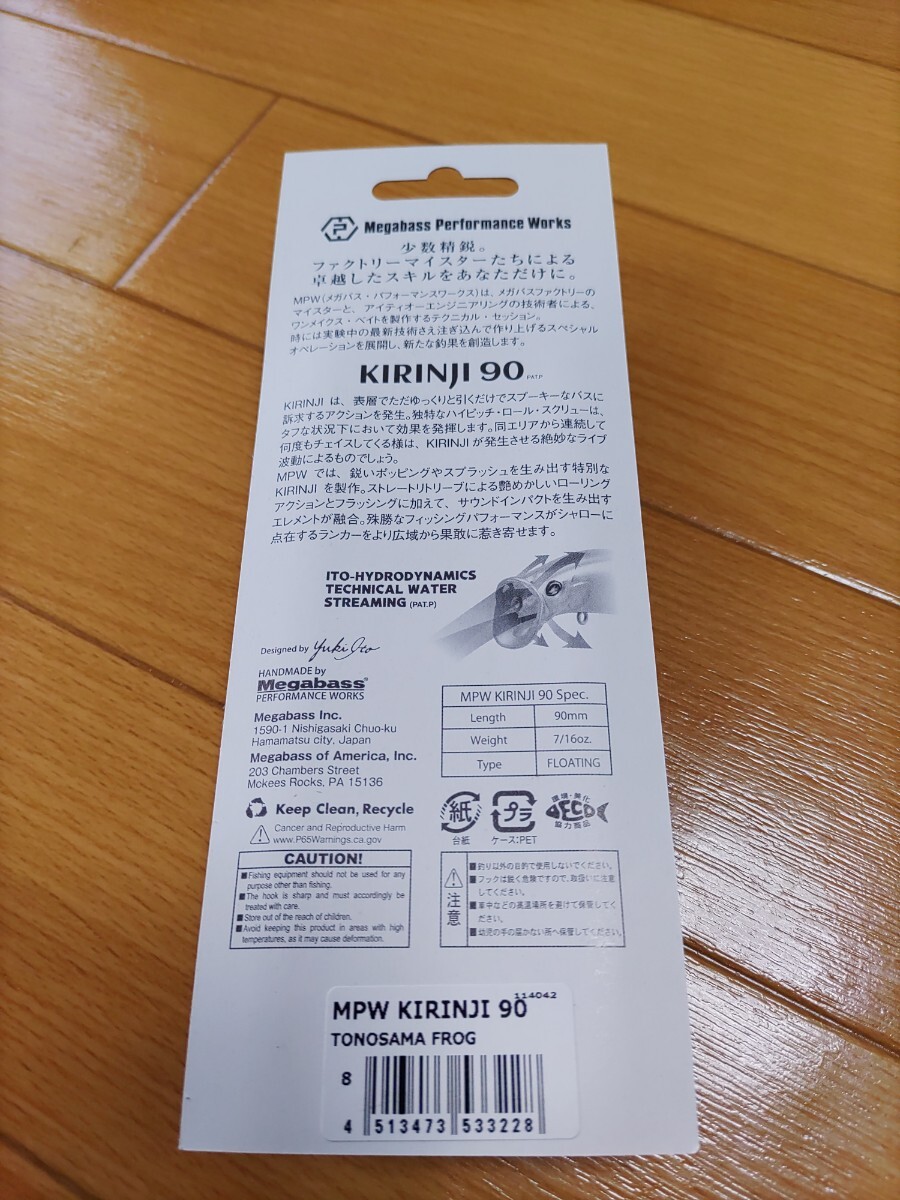 Megabass Performance Works
少数精鋭。
ファクトリーマイスターたちによる
卓越したスキルをあなただけに。
MPW(メガバス・パフォーマンスワークス)は、メガバスファクトリーの
マイスターと、アイティオーエンジニアリングの技術者による、
ワンメイクス・ベイトを製作するテクニカル・セッション。
時には実験中の最新技術さえ注ぎ込んで作り上げるスペシャル
オペレーションを展開し、新たな釣果を創造します。
KIRINJI 90 PAT.P
KIRINJI は、表層でただゆっくりと引くだけでスプーキーなバスに
訴求するアクションを発生。独特なハイピッチ・ロール・スクリューは、
タフな状況下において効果を発揮します。同エリアから連続して
何度もチェイスしてくる様は、KIRINJIが発生させる絶妙なライブ
波動によるものでしょう。
MPW では、鋭いポッピングやスプラッシュを生み出す特別な
KIRINJI を製作。ストレートリトリーブによる艶めかしいローリング
アクションとフラッシングに加えて、サウンドインパクトを生み出す
エレメントが融合。殊勝なフィッシングパフォーマンスがシャローに
点在するランカーをより広域から果敢に惹き寄せます。
ITO-HYDRODYNAMICS
TECHNICAL WATER
STREAMING (PAT.P)
Designed by Yuki Ito
HANDMADE by
Megabass®
PERFORMANCE WORKS
Megabass Inc.
1590-1 Nishigasaki Chuo-ku
Hamamatsu city, Japan
Megabass of America, Inc.
203 Chambers Street
Mckees Rocks, PA 15136
MPW KIRINJI 90 Spec.
Length 90mm
Weight 7/16oz.
Type FLOATING
Keep Clean, Recycle
Cancer and Reproductive Harm
www.P65Warnings.ca.gov
紙
台紙
プラ
ケース:PET
環境・無化
ECO
協力商品
CAUTION!
■Fishing equipment should not be used for any
purpose other than fishing.
■The hook is sharp and must accordingly be
treated with care.
■Store out of the reach of children.
■Avoid keeping this product in areas with high
temperatures, as it may cause deformation.
注意
■釣り以外の目的で使用しないでください。
■フックは鋭く危険ですので、取扱いに注意
してください。
■車中などの高温場所を避けて保管してく
ださい。
■幼児の手の届かない所へ保管してください。
114042
MPW KIRINJI 90
TONOSAMA FROG
8
4 513473 533228